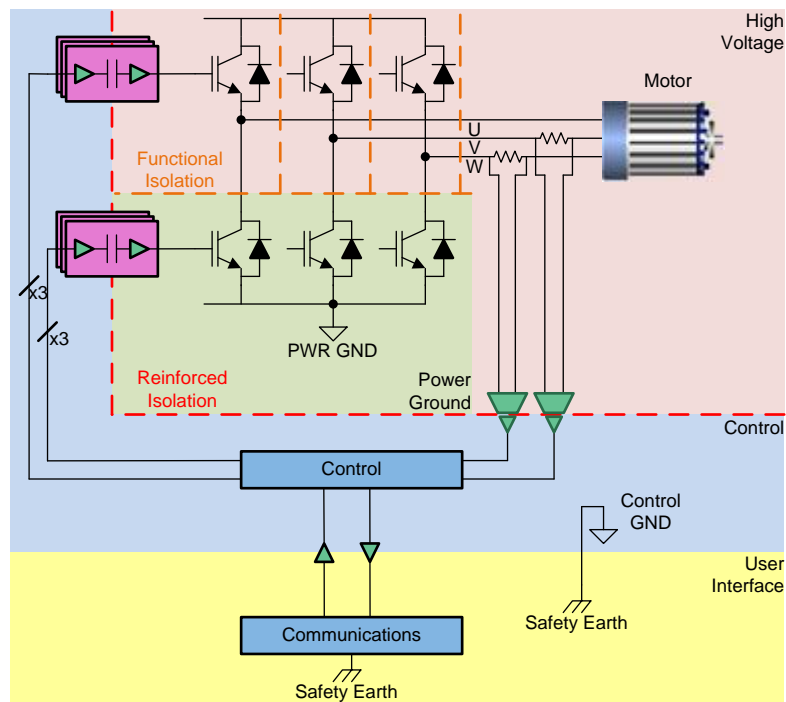 High
Voltage
Motor
U
V
W
Functional
Isolation
x3
x3
PWR GND
Reinforced
Isolation
Power
Ground
Control
Control
Control
GND
User
Interface
Communications
Safety Earth
Safety Earth